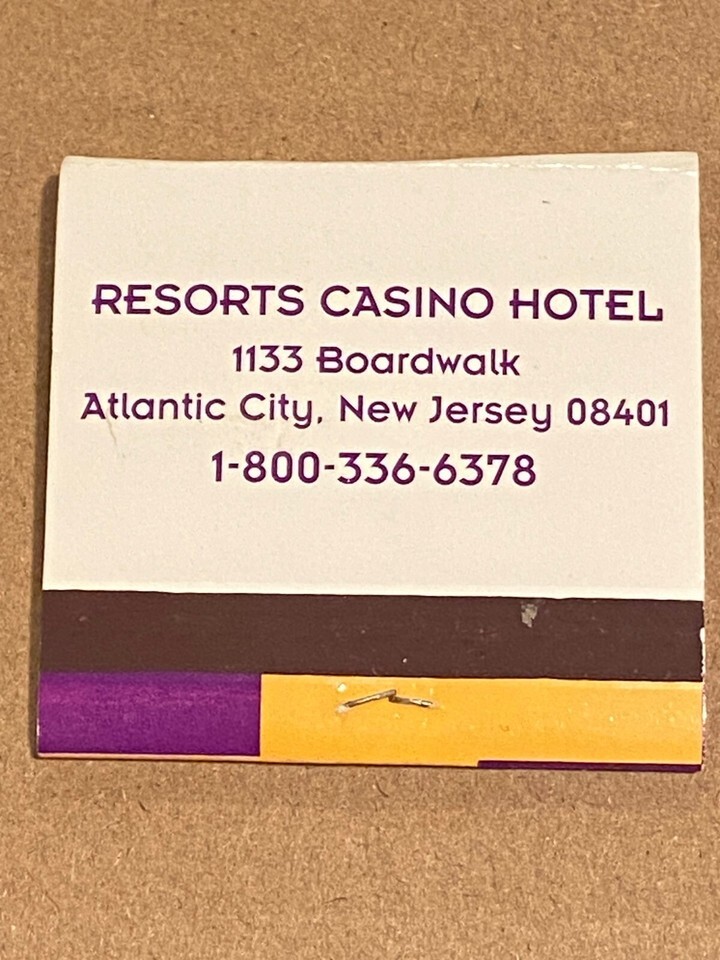 RESORTS CASINO HOTEL
1133 Boardwalk
Atlantic City, New Jersey 08401
1-800-336-6378